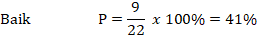 Baik P = 9/22 x 100% = 41%